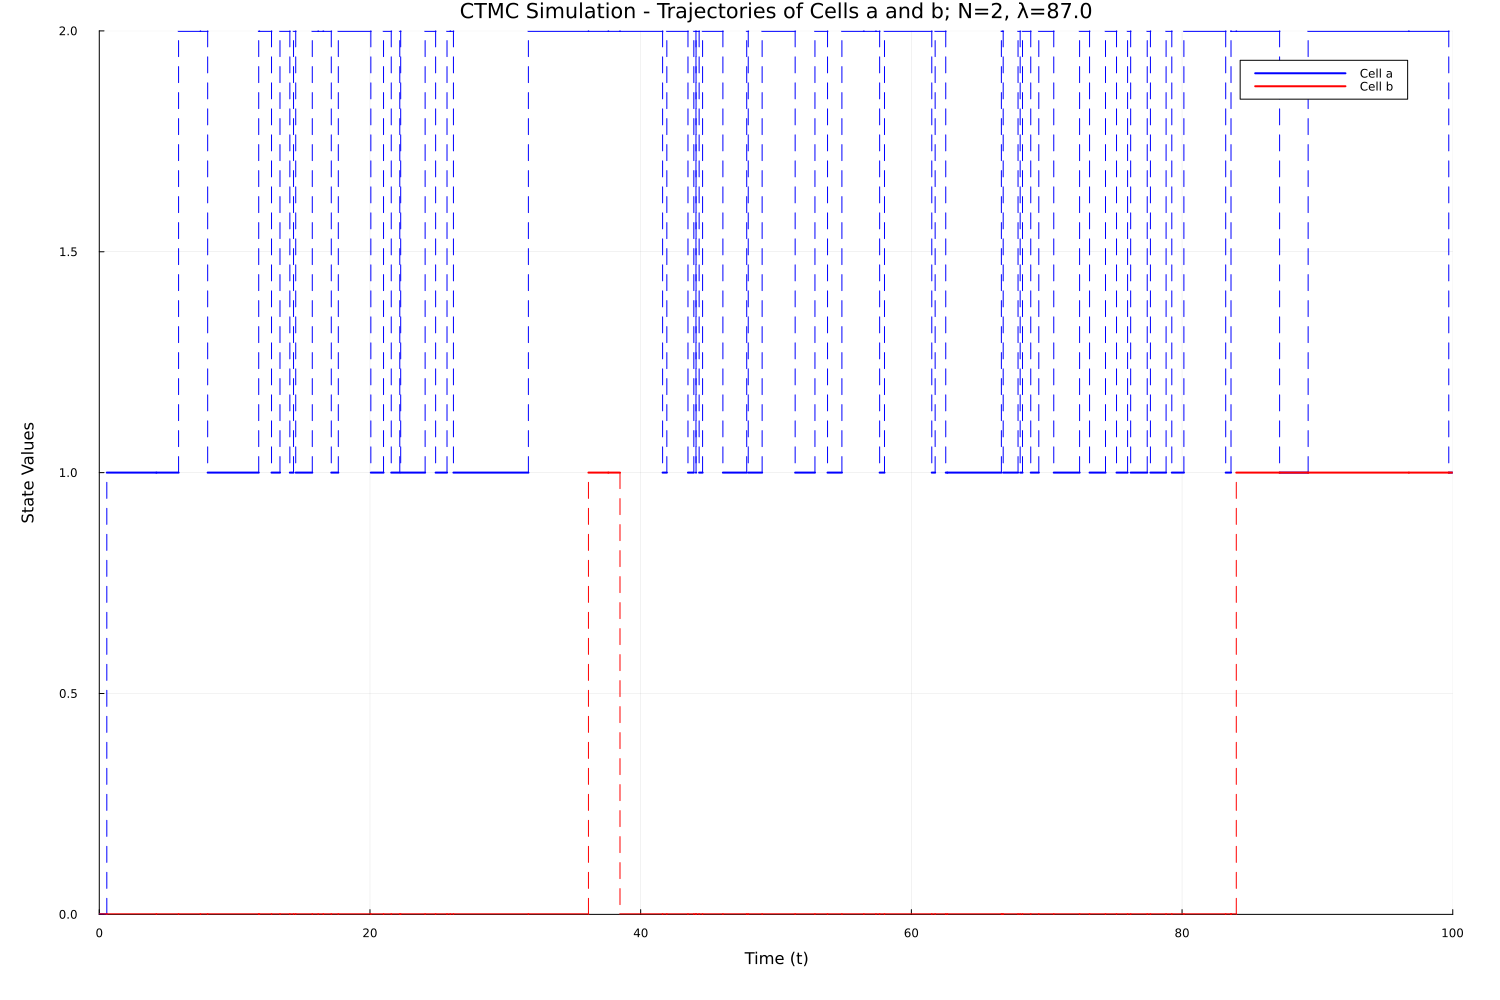 CTMC Simulation - Trajectories of Cells a and b; N=2, λ=87.0
2.0
Cell a
Cell b
1.5
1.0
State Values
0.5
0.0
0 20 40 60 80 100
Time (t)